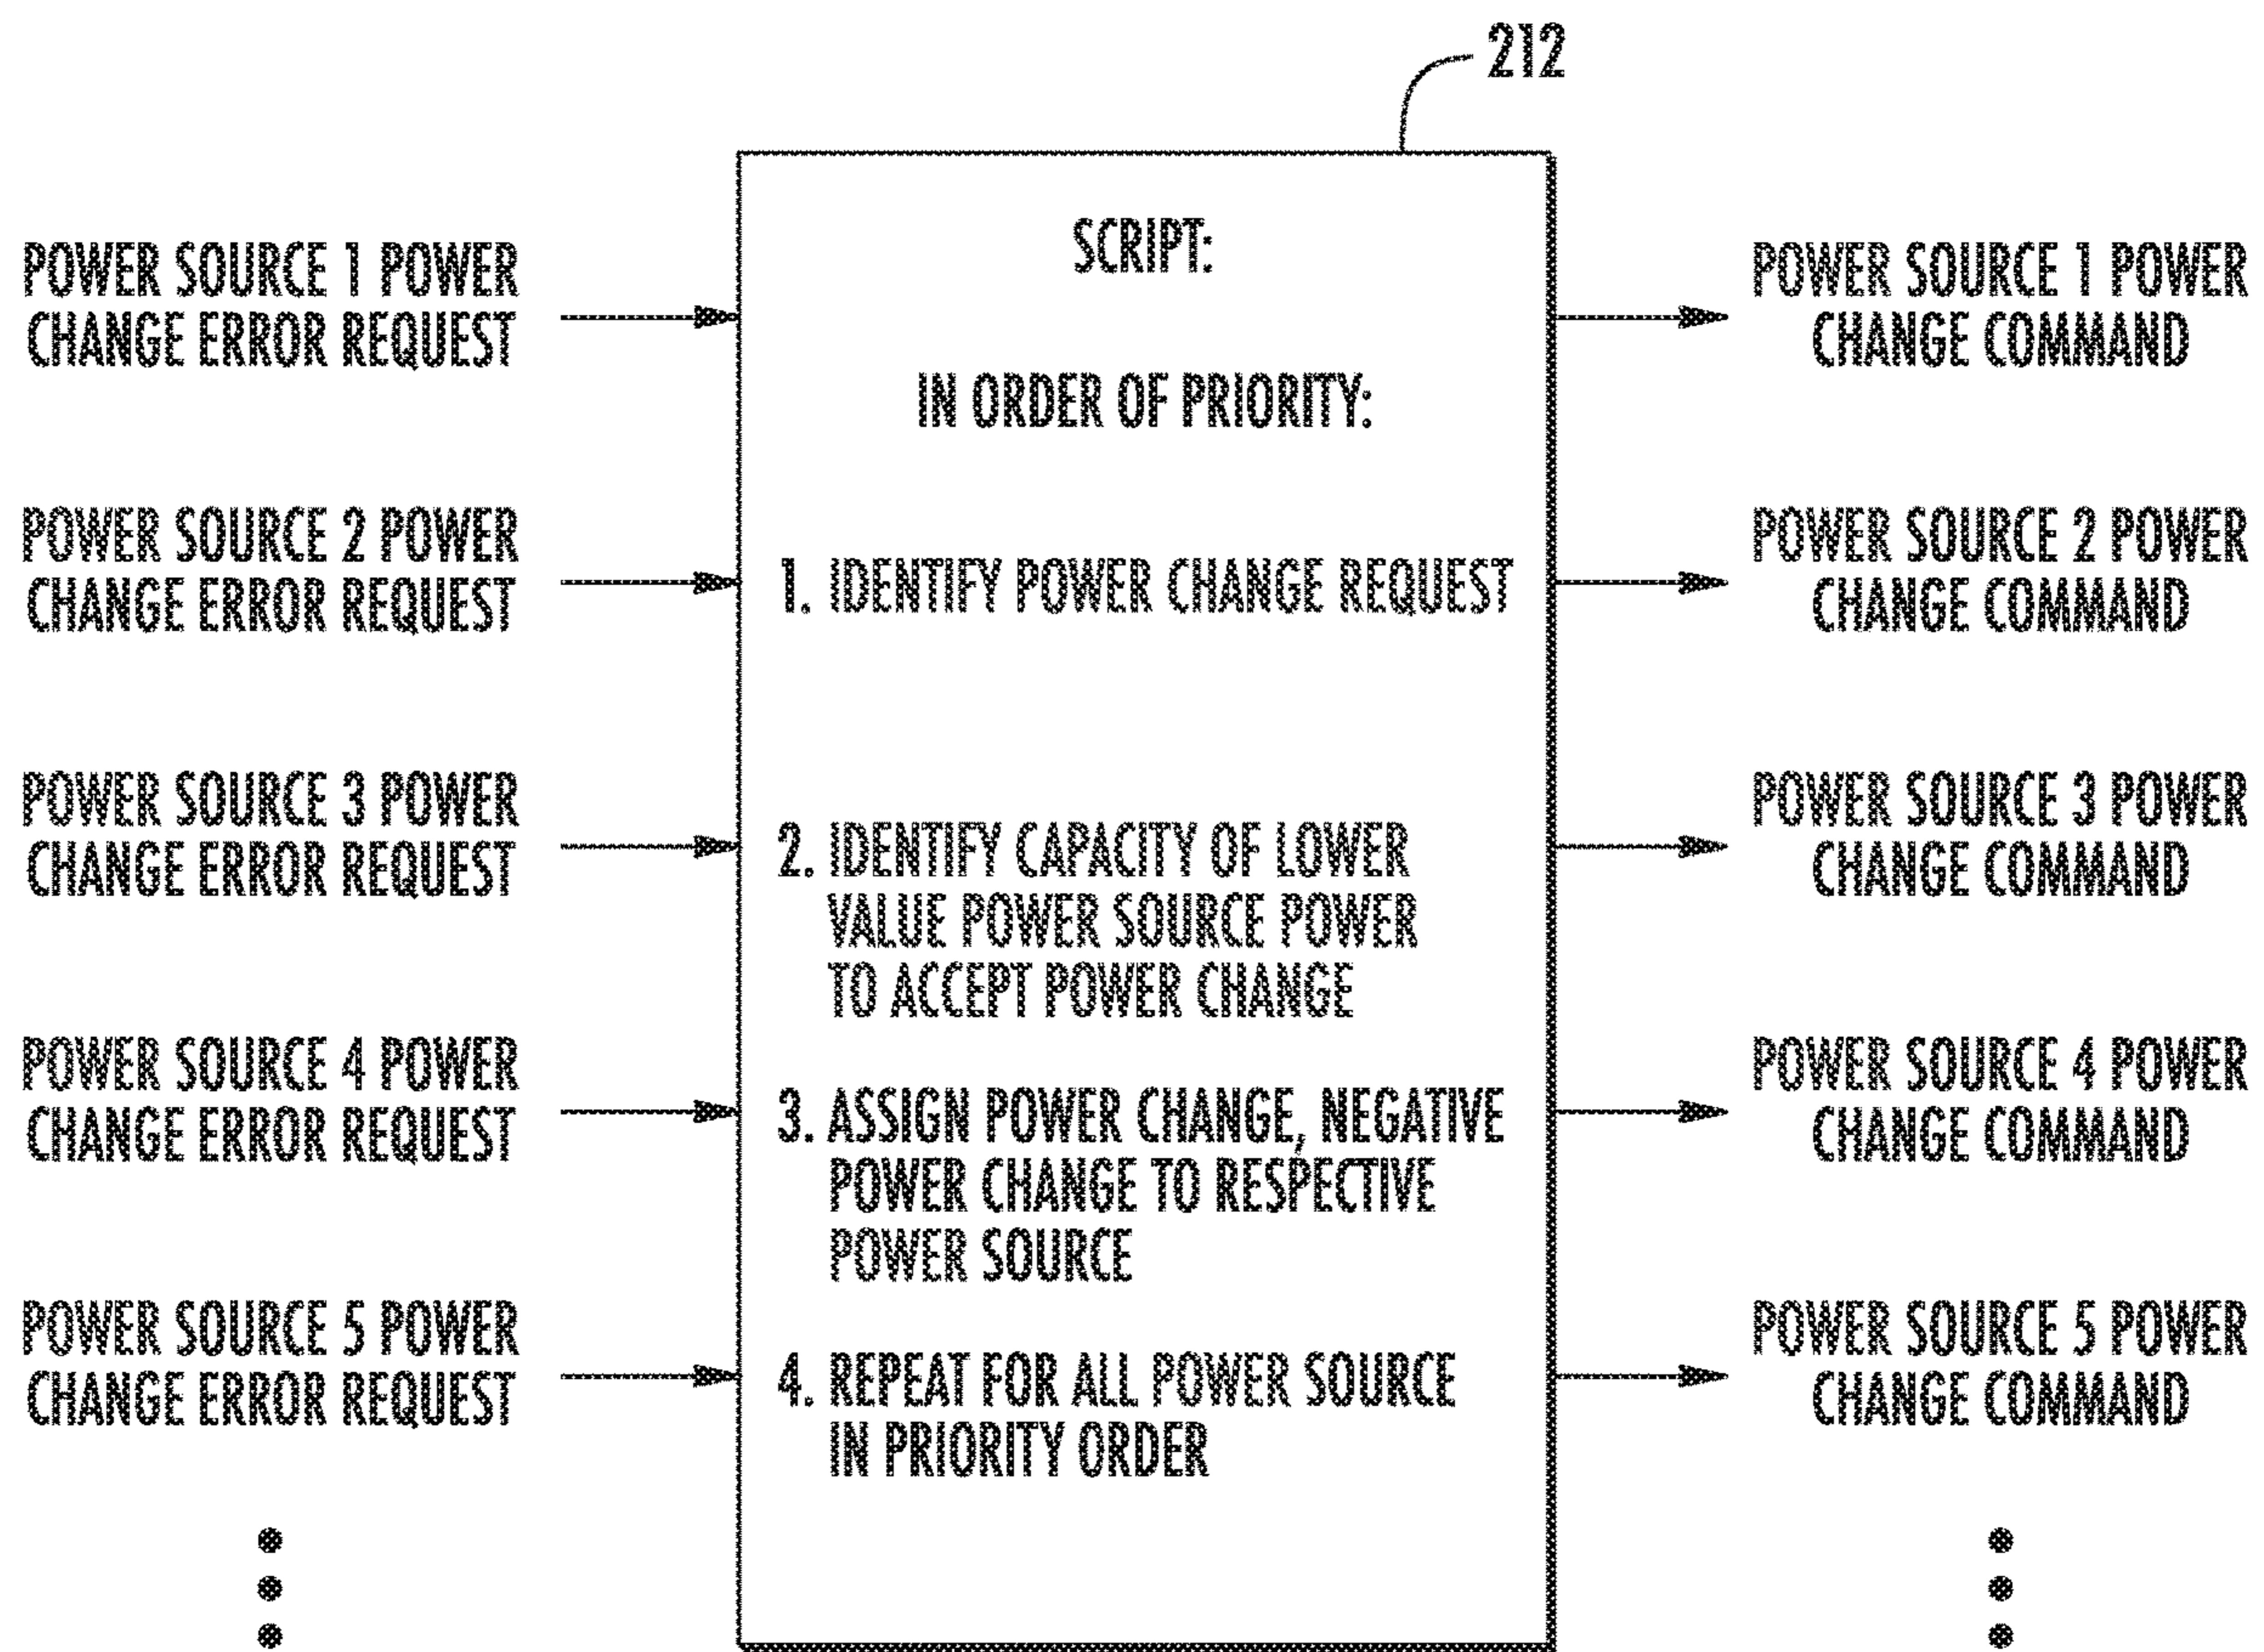 212
POWER SOURCE 1 POWER
CHANGE ERROR REQUEST
POWER SOURCE 2 POWER
CHANGE ERROR REQUEST
POWER SOURCE 3 POWER
CHANGE ERROR REQUEST
POWER SOURCE 4 POWER
CHANGE ERROR REQUEST
POWER SOURCE 5 POWER
CHANGE ERROR REQUEST
SCRIPT:
IN ORDER OF PRIORITY:
1. IDENTIFY POWER CHANGE REQUEST
2. IDENTIFY CAPACITY OF LOWER
VALUE POWER SOURCE POWER
TO ACCEPT POWER CHANGE
3. ASSIGN POWER CHANGE, NEGATIVE
POWER CHANGE TO RESPECTIVE
POWER SOURCE
4. REPEAT FOR ALL POWER SOURCE
IN PRIORITY ORDER
POWER SOURCE 1 POWER
CHANGE COMMAND
POWER SOURCE 2 POWER
CHANGE COMMAND
POWER SOURCE 3 POWER
CHANGE COMMAND
POWER SOURCE 4 POWER
CHANGE COMMAND
POWER SOURCE 5 POWER
CHANGE COMMAND